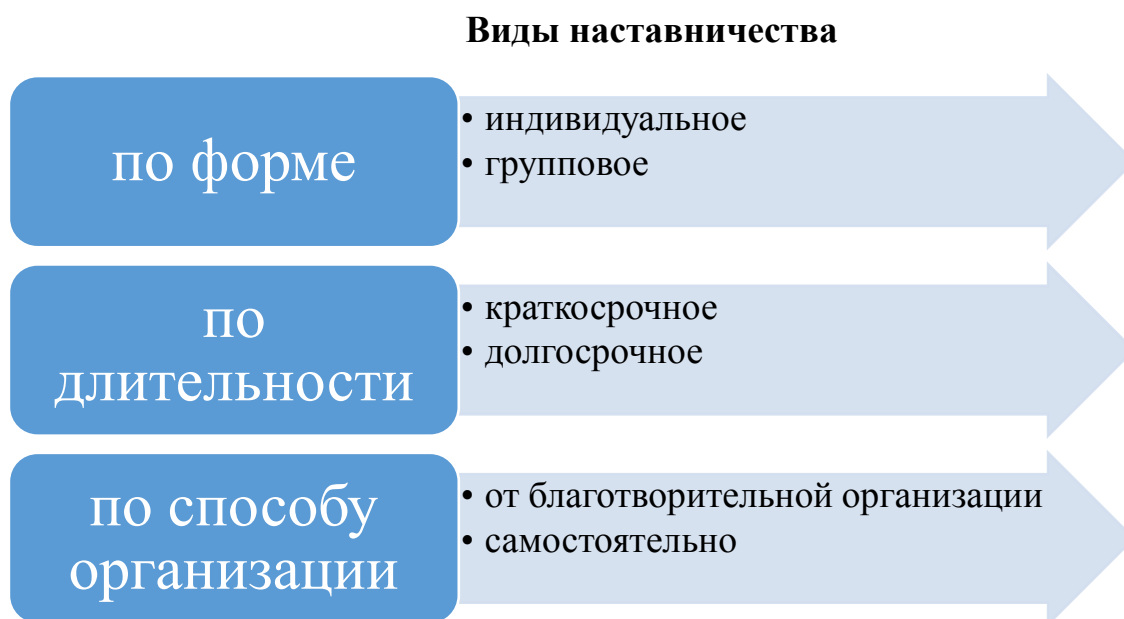 Виды наставничества
по форме
• индивидуальное
• групповое
по
длительности
• краткосрочное
• долгосрочное
по способу
организации
• от благотворительной организации
• самостоятельно